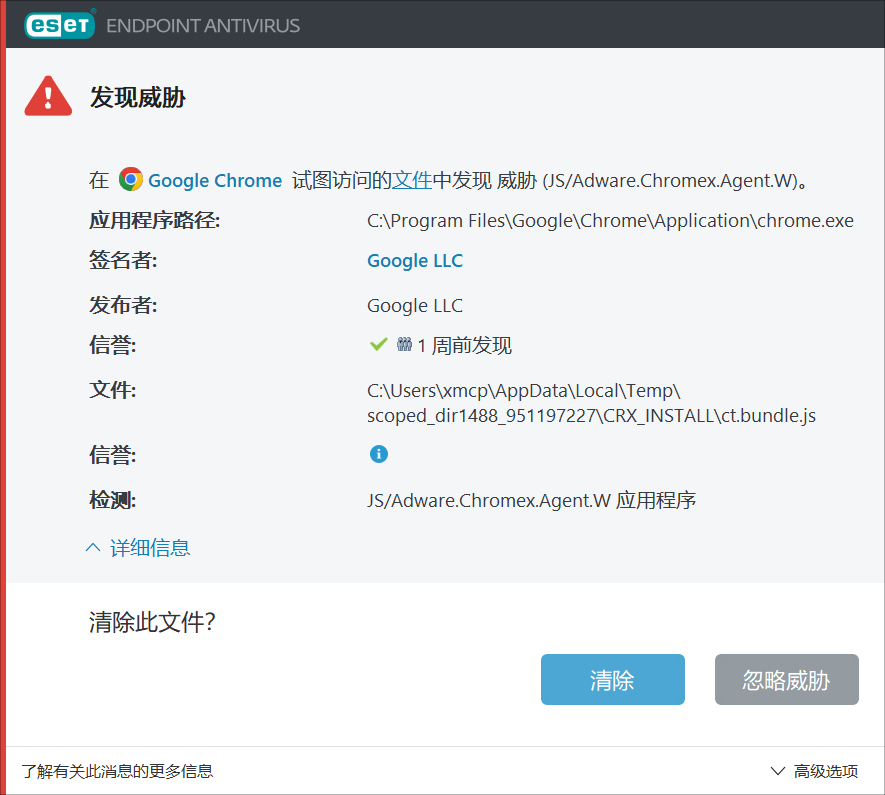 eseT® ENDPOINT ANTIVIRUS
发现威胁
在 Google Chrome 试图访问的文件中发现 威胁 (JS/Adware.Chromex.Agent.W)。
应用程序路径: C:\Program Files\Google\Chrome\Application\chrome.exe
签名者: Google LLC
发布者: Google LLC
信誉: 1 周前发现
文件: C:\Users\xmcp\AppData\Local\Temp\
scoped_dir1488_951197227\CRX_INSTALL\ct.bundle.js
信誉:
检测: JS/Adware.Chromex.Agent.W 应用程序
详细信息
清除此文件?
清除 忽略威胁
了解有关此消息的更多信息 高级选项